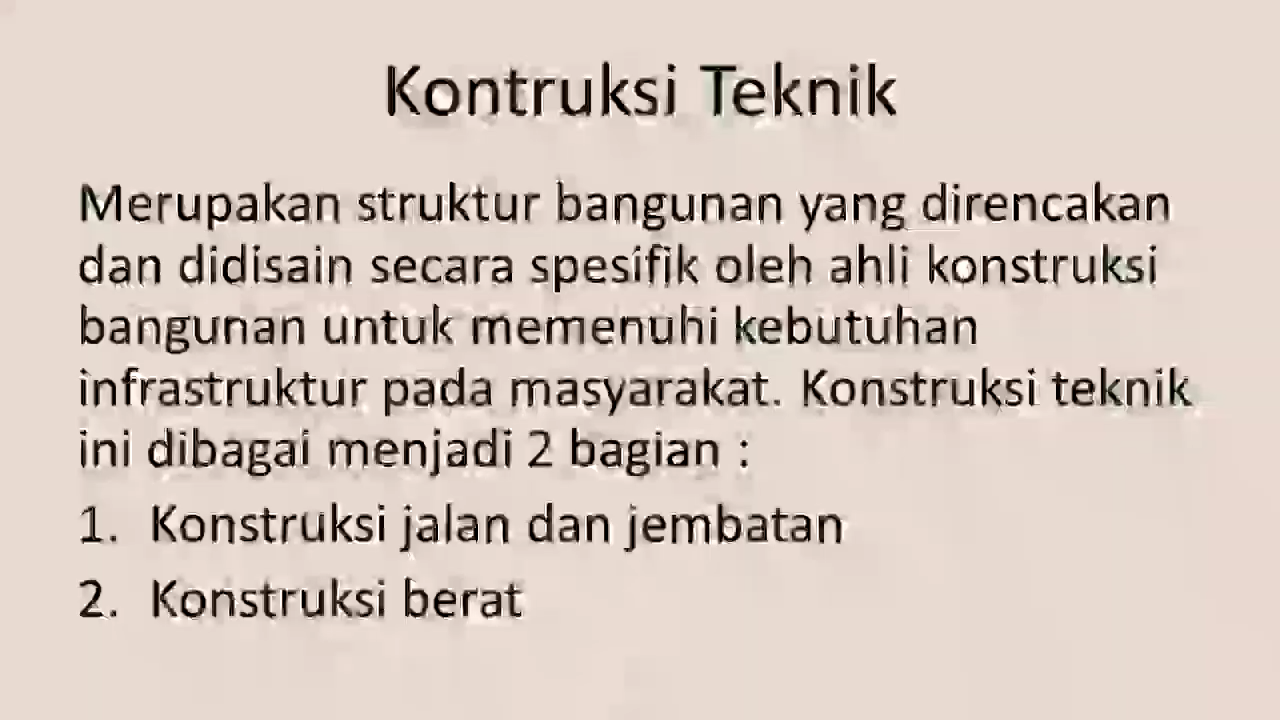 Kontruksi Teknik
Merupakan struktur bangunan yang direncakan
dan didisain secara spesifik oleh ahli konstruksi
bangunan untuk memenuhi kebutuhan
infrastruktur pada masyarakat. Konstruksi teknik
ini dibagai menjadi 2 bagian :
1. Konstruksi jalan dan jembatan
2. Konstruksi berat